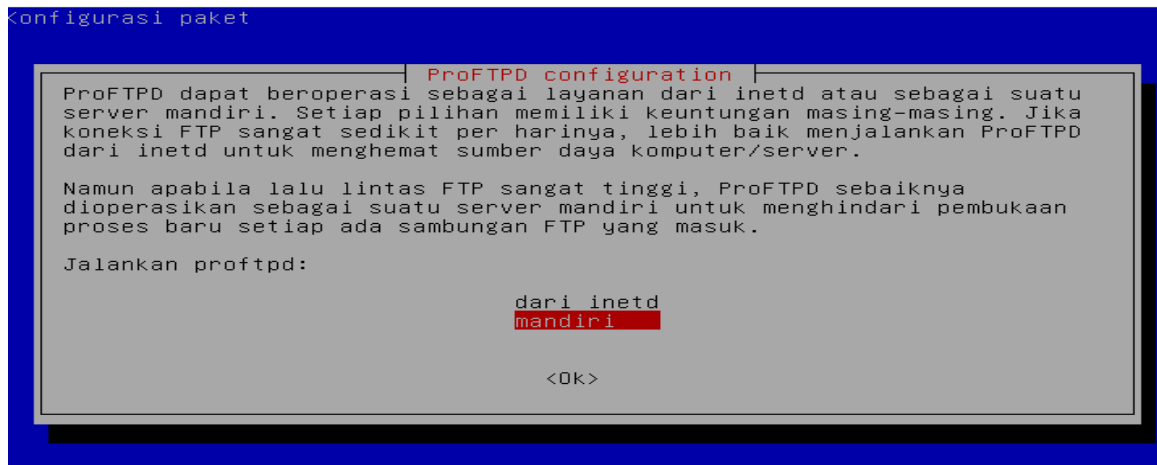 Konfigurasi paket
ProFTPD configuration
ProFTPD dapat beroperasi sebagai layanan dari inetd atau sebagai suatu
server mandiri. Setiap pilihan memiliki keuntungan masing-masing. Jika
koneksi FTP sangat sedikit per harinya, lebih baik menjalankan ProFTPD
dari inetd untuk menghemat sumber daya komputer/server.
Namun apabila lalu lintas FTP sangat tinggi, ProFTPD sebaiknya
dioperasikan sebagai suatu server mandiri untuk menghindari pembukaan
proses baru setiap ada sambungan FTP yang masuk.
Jalankan proftpd:
dari inetd
mandiri
<Ok>